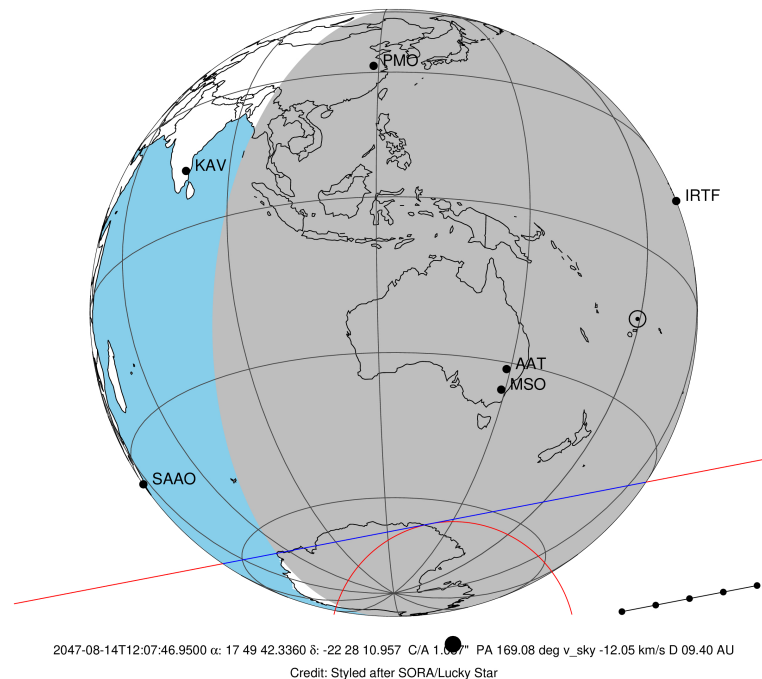 PMO
KAV
IRTF
AAT
MSO
SAAO
2047-08-14T12:07:46.9500 α: 17 49 42.3360 δ: -22 28 10.957 C/A PA 169.08 deg v_sky -12.05 km/s D 09.40 AU
Credit: Styled after SORA/Lucky Star